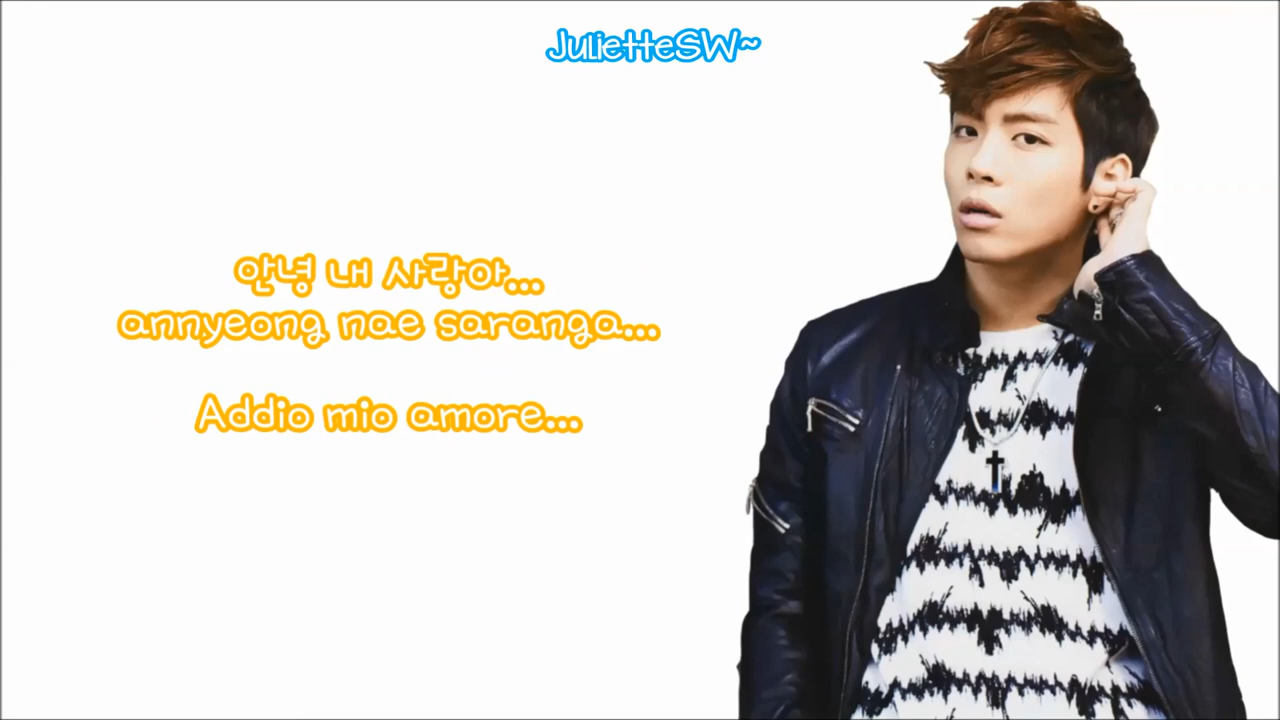 JulietteSW~
안녕 내 사랑아...
annyeong nae saranga...
Addio mio amore...